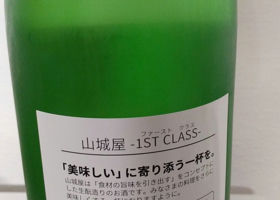 ファースト クラス
山城屋 -1ST CLASS-
「美味しい」に寄り添う一杯を。
山城屋は「食材の旨味を引き出す」をコンセプトに
した生酛造りのお酒です。みなさまの料理をさらに